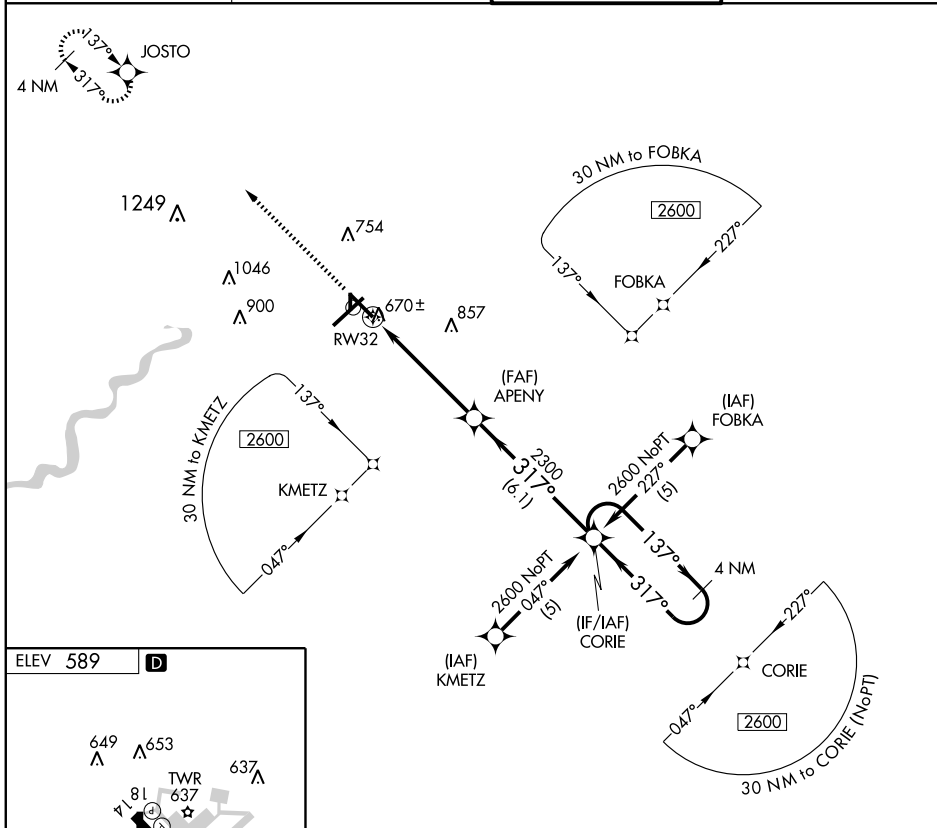 137°
JOSTO
4 NM
317°
30 NM to FOBKA
2600
227°
137°
FOBKA
1249
754
1046
900
670±
857
RW32
(FAF)
APENY
(IAF)
FOBKA
30 NM to KMETZ
137°
2600
KMETZ
047°
2300
317°
(6.1)
2600 NoPT
227°
(5)
137°
4 NM
317°
2600 NoPT
047°
(5)
(IF/IAF)
CORIE
(IAF)
KMETZ
227°
CORIE
047°
2600
30 NM to CORIE (NoPT)
ELEV 589
D
649
653
637
TWR
637
18
14
P